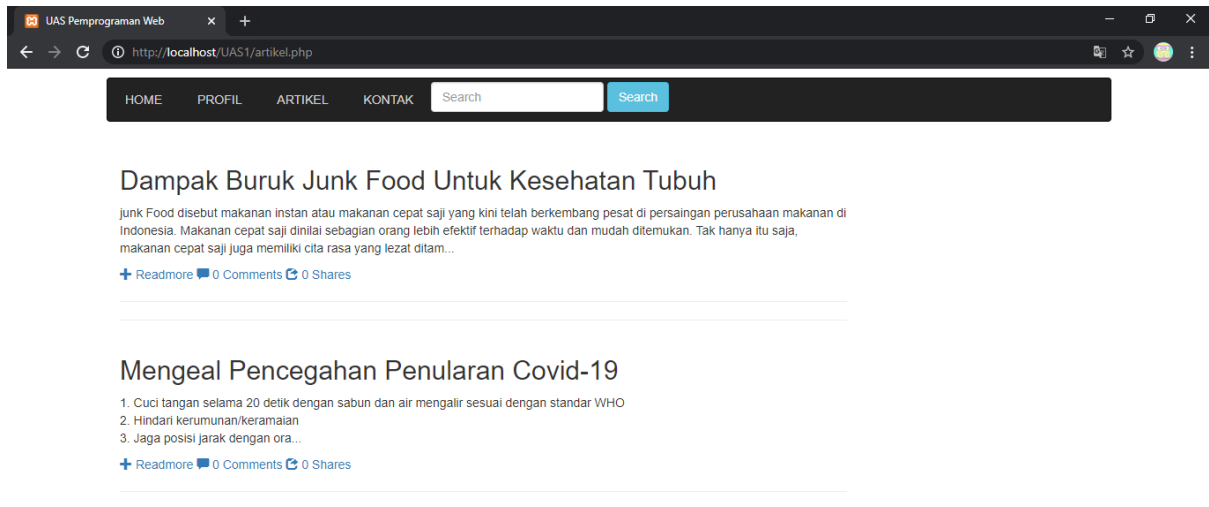 UAS Pemprograman Web
http://localhost/UAS1/artikel.php
HOME PROFIL ARTIKEL KONTAK Search Search
Dampak Buruk Junk Food Untuk Kesehatan Tubuh
junk Food disebut makanan instan atau makanan cepat saji yang kini telah berkembang pesat di persaingan perusahaan makanan di
Indonesia. Makanan cepat saji dinilai sebagian orang lebih efektif terhadap waktu dan mudah ditemukan. Tak hanya itu saja,
makanan cepat saji juga memiliki cita rasa yang lezat ditam...
Readmore 0 Comments 0 Shares
Mengeal Pencegahan Penularan Covid-19
1. Cuci tangan selama 20 detik dengan sabun dan air mengalir sesuai dengan standar WHO
2. Hindari kerumunan/keramaian
3. Jaga posisi jarak dengan ora...
Readmore 0 Comments 0 Shares